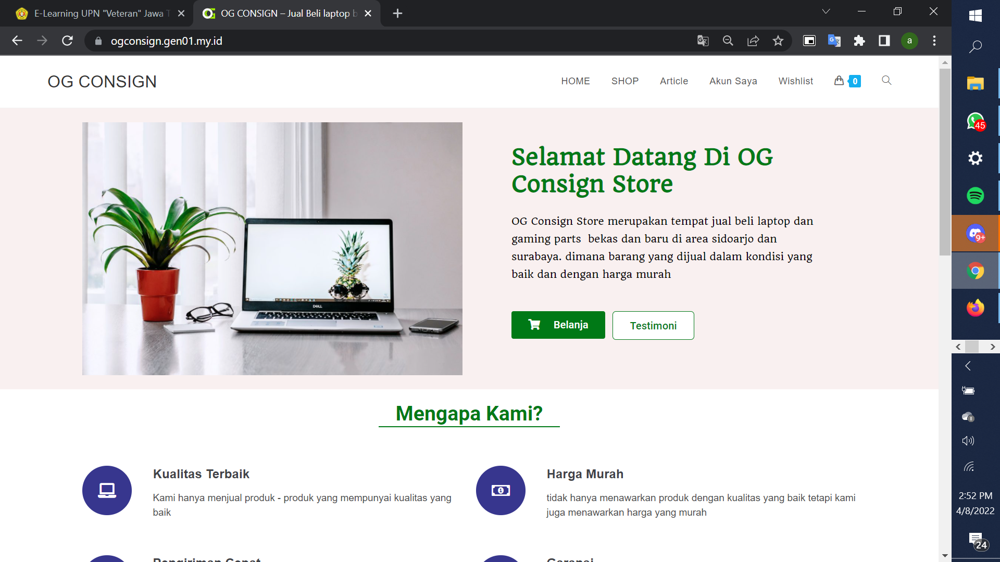 E-Learning UPN "Veteran" Jawa T
OG CONSIGN – Jual Beli laptop b
ogconsign.gen01.my.id
a
OG CONSIGN
HOME
SHOP
Article
Akun Saya
Wishlist
0
Selamat Datang Di OG
Consign Store
OG Consign Store merupakan tempat jual beli laptop dan
gaming parts bekas dan baru di area sidoarjo dan
surabaya. dimana barang yang dijual dalam kondisi yang
baik dan dengan harga murah
DELL
Belanja
Testimoni
Mengapa Kami?
Kualitas Terbaik
Kami hanya menjual produk - produk yang mempunyai kualitas yang
baik
Harga Murah
tidak hanya menawarkan produk dengan kualitas yang baik tetapi kami
juga menawarkan harga yang murah
Pengiriman Cepat
Garansi
45
9+
2:52 PM
4/8/2022
24